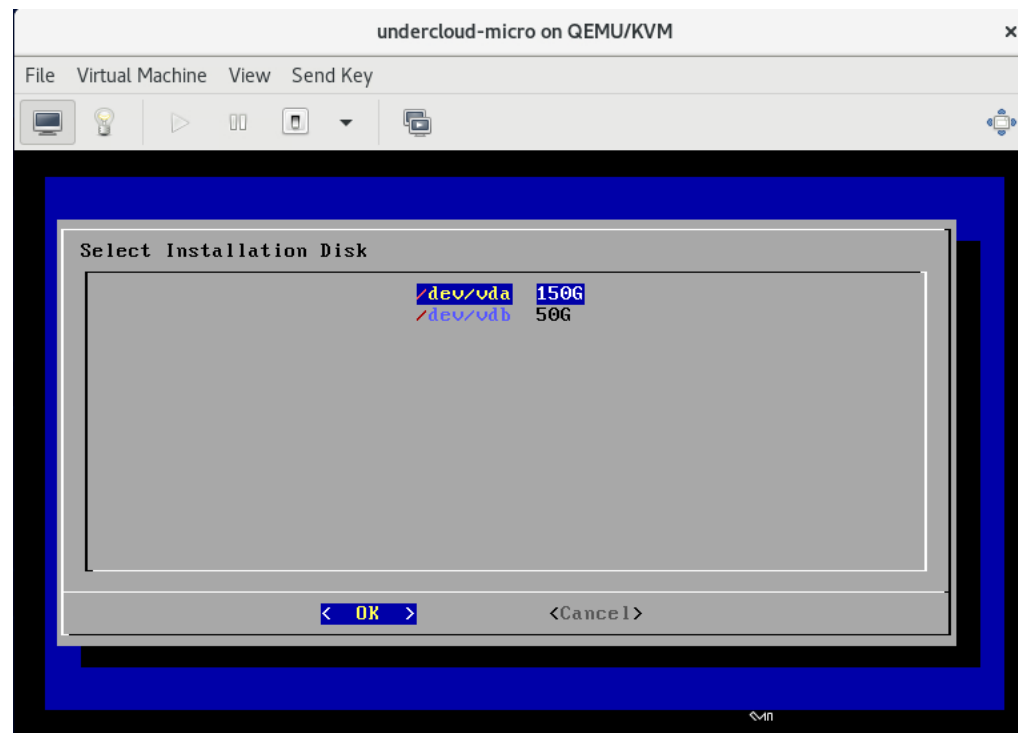 undercloud-micro on QEMU/KVM ×
File Virtual Machine View Send Key
Select Installation Disk
/dev/vda 150G
/dev/vdb 50G
< OK > <Cancel>